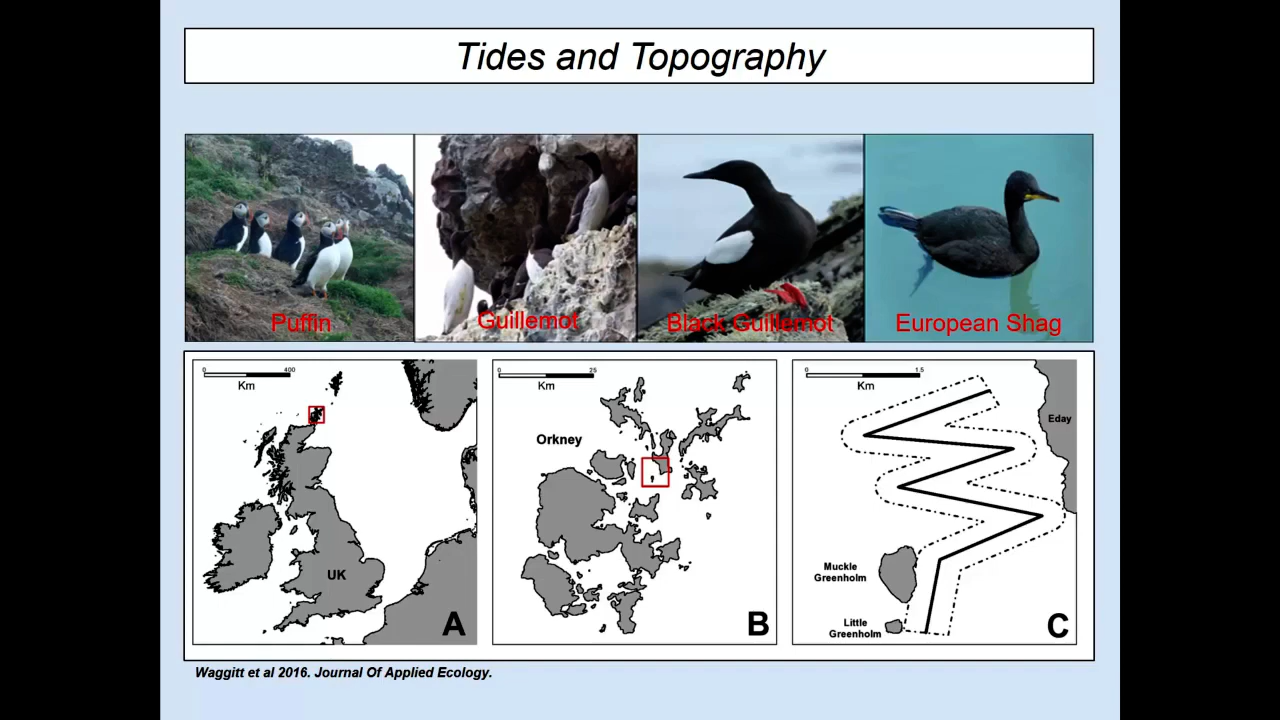 Tides and Topography
Puffin
Guillemot
Black Guillemot
European Shag
0 400
Km
UK
A
0 25
Km
Orkney
B
0 1.5
Km
Eday
Muckle
Greenholm
Little
Greenholm
C
Waggitt et al 2016. Journal Of Applied Ecology.